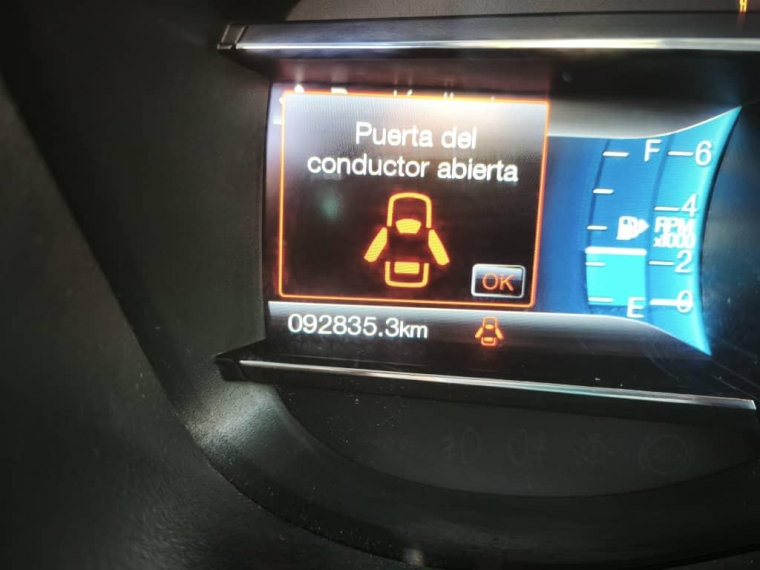 Puerta del
conductor abierta
OK
092835.3km
F
E
6
4
RPM
x1000
2
0